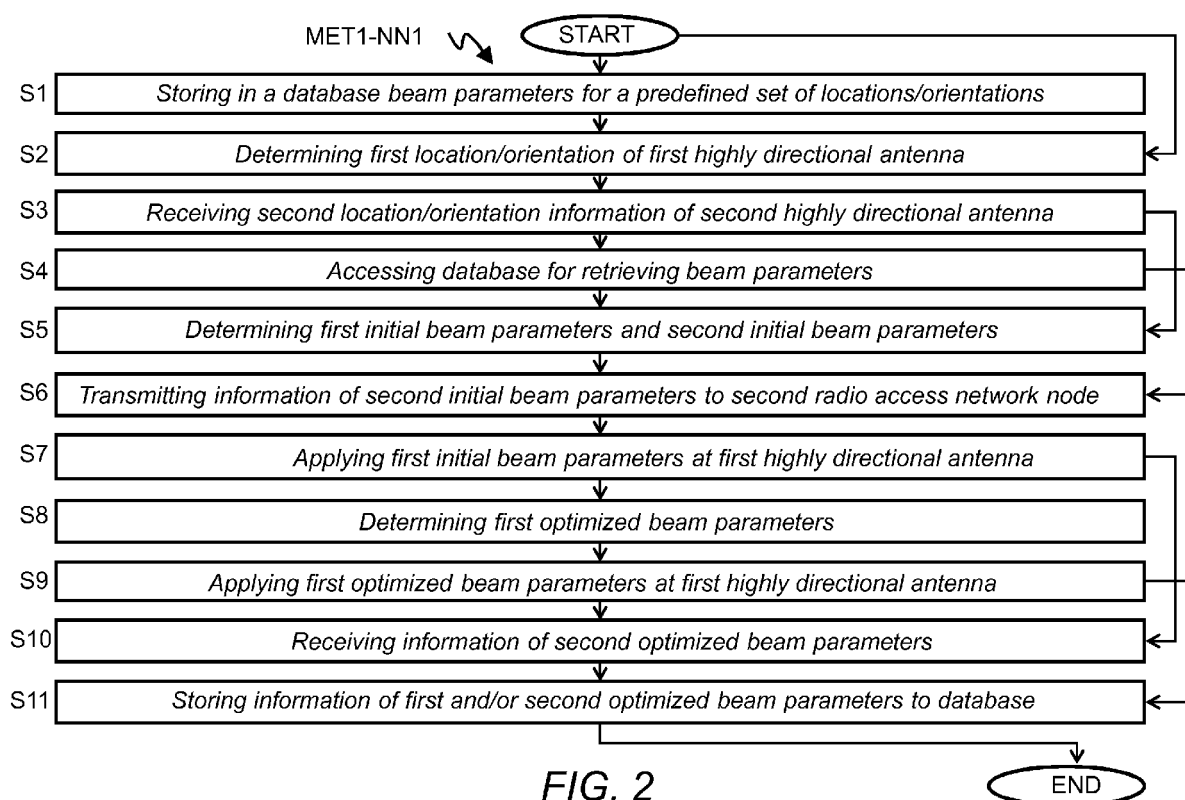 MET1-NN1
START
S1 Storing in a database beam parameters for a predefined set of locations/orientations
S2 Determining first location/orientation of first highly directional antenna
S3 Receiving second location/orientation information of second highly directional antenna
S4 Accessing database for retrieving beam parameters
S5 Determining first initial beam parameters and second initial beam parameters
S6 Transmitting information of second initial beam parameters to second radio access network node
S7 Applying first initial beam parameters at first highly directional antenna
S8 Determining first optimized beam parameters
S9 Applying first optimized beam parameters at first highly directional antenna
S10 Receiving information of second optimized beam parameters
S11 Storing information of first and/or second optimized beam parameters to database
FIG. 2
END